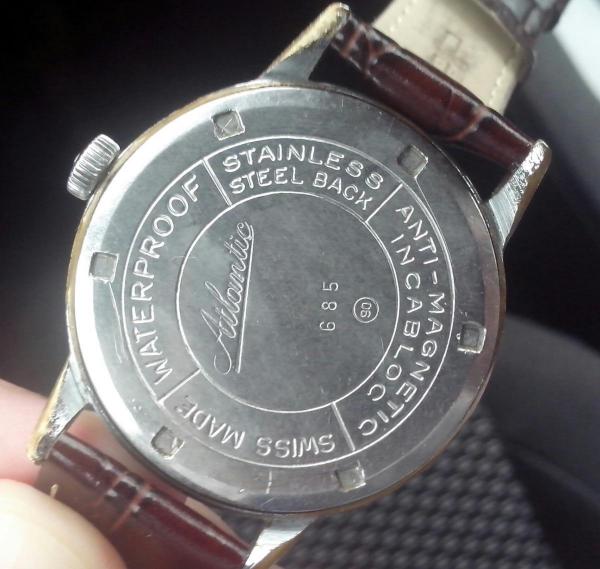 STAINLESS
STEEL BACK
ANTI-MAGNETIC
INCABLOC
SWISS MADE
WATERPROOF
Atlantic
685
90